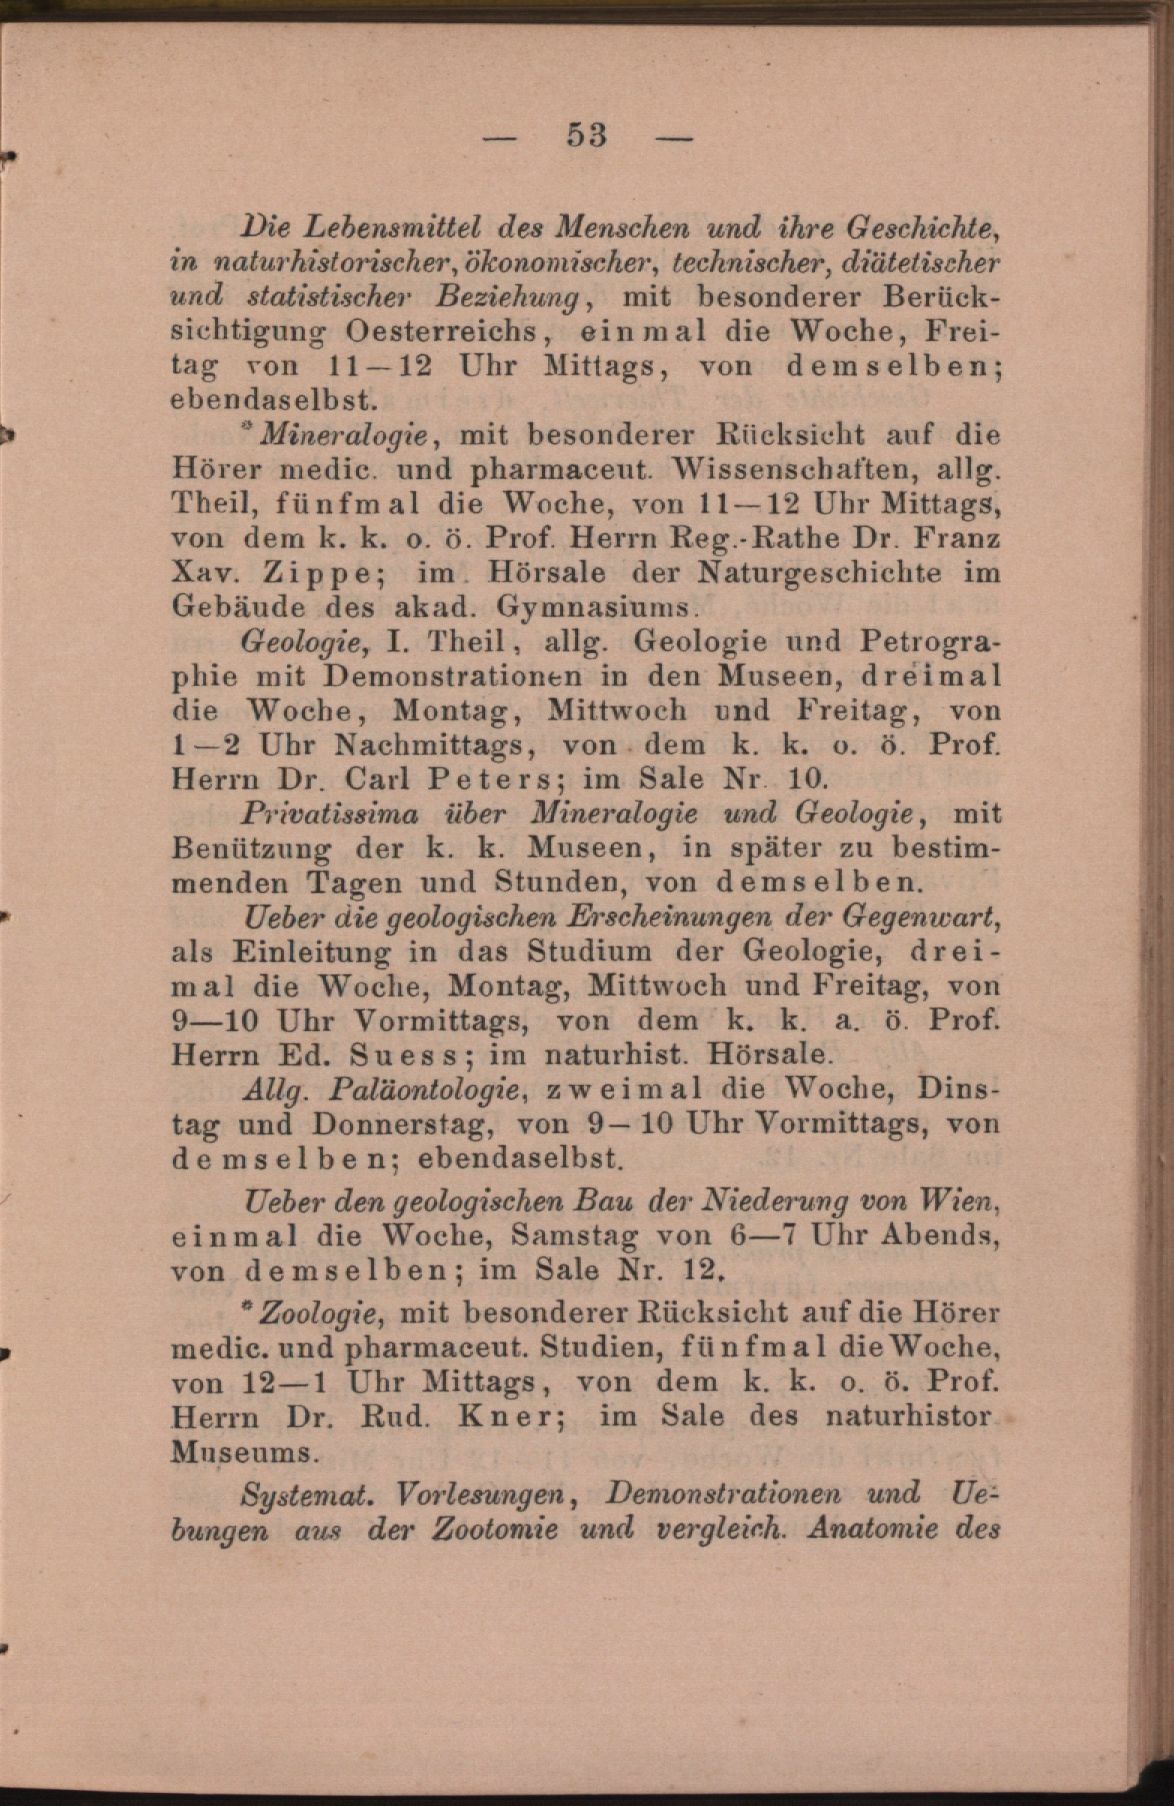 — 53 —
Die Lebensmittel des Menschen und ihre Geschichte,
in naturhistorischer, ökonomischer, technischer, diätetischer
und statistischer Beziehung, mit besonderer Berück-
sichtigung Oesterreichs, einmal die Woche, Frei-
tag von 11—12 Uhr Mittags, von demselben;
ebendaselbst.
*Mineralogie, mit besonderer Rücksicht auf die
Hörer medic. und pharmaceut. Wissenschaften, allg.
Theil, fünfmal die Woche, von 11—12 Uhr Mittags,
von dem k. k. o. ö. Prof. Herrn Reg.-Rathe Dr. Franz
Xav. Zippe; im Hörsale der Naturgeschichte im
Gebäude des akad. Gymnasiums.
Geologie, I. Theil, allg. Geologie und Petrogra-
phie mit Demonstrationen in den Museen, dreimal
die Woche, Montag, Mittwoch und Freitag, von
1—2 Uhr Nachmittags, von dem k. k. o. ö. Prof.
Herrn Dr. Carl Peters; im Sale Nr. 10.
Privatissima über Mineralogie und Geologie, mit
Benützung der k. k. Museen, in später zu bestim-
menden Tagen und Stunden, von demselben.
Ueber die geologischen Erscheinungen der Gegenwart,
als Einleitung in das Studium der Geologie, drei-
mal die Woche, Montag, Mittwoch und Freitag, von
9—10 Uhr Vormittags, von dem k. k. a. ö. Prof.
Herrn Ed. Suess; im naturhist. Hörsale.
Allg. Paläontologie, zweimal die Woche, Dins-
tag und Donnerstag, von 9—10 Uhr Vormittags, von
demselben; ebendaselbst.
Ueber den geologischen Bau der Niederung von Wien,
einmal die Woche, Samstag von 6—7 Uhr Abends,
von demselben; im Sale Nr. 12.
*Zoologie, mit besonderer Rücksicht auf die Hörer
medic. und pharmaceut. Studien, fünfmal die Woche,
von 12—1 Uhr Mittags, von dem k. k. o. ö. Prof.
Herrn Dr. Rud. Kner; im Sale des naturhistor.
Museums.
Systemat. Vorlesungen, Demonstrationen und Ue-
bungen aus der Zootomie und vergleich. Anatomie des